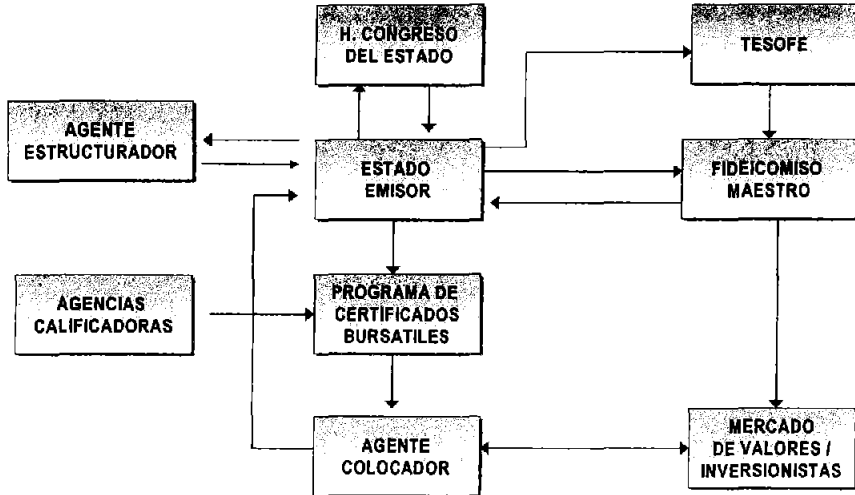 H. CONGRESO
DEL ESTADO
TESOFE
AGENTE
ESTRUCTURADOR
ESTADO
EMISOR
FIDEICOMISO
MAESTRO
AGENCIAS
CALIFICADORAS
PROGRAMA DE
CERTIFICADOS
BURSATILES
AGENTE
COLOCADOR
MERCADO
DE VALORES /
INVERSIONISTAS